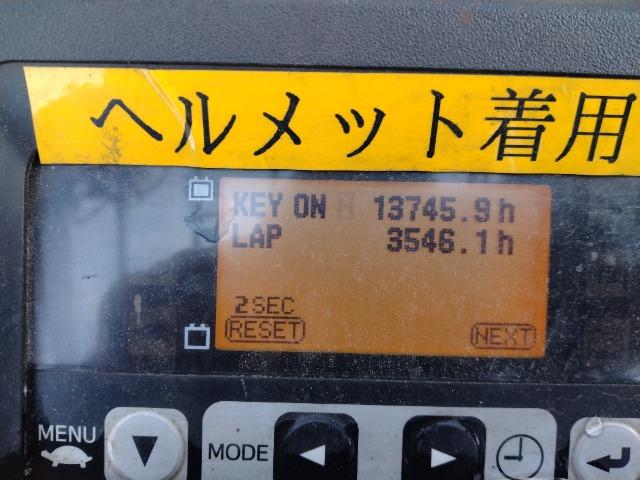 ヘルメット着用
KEY ON 13745.9h
LAP 3546.1h
2SEC
RESET NEXT
MENU
MODE